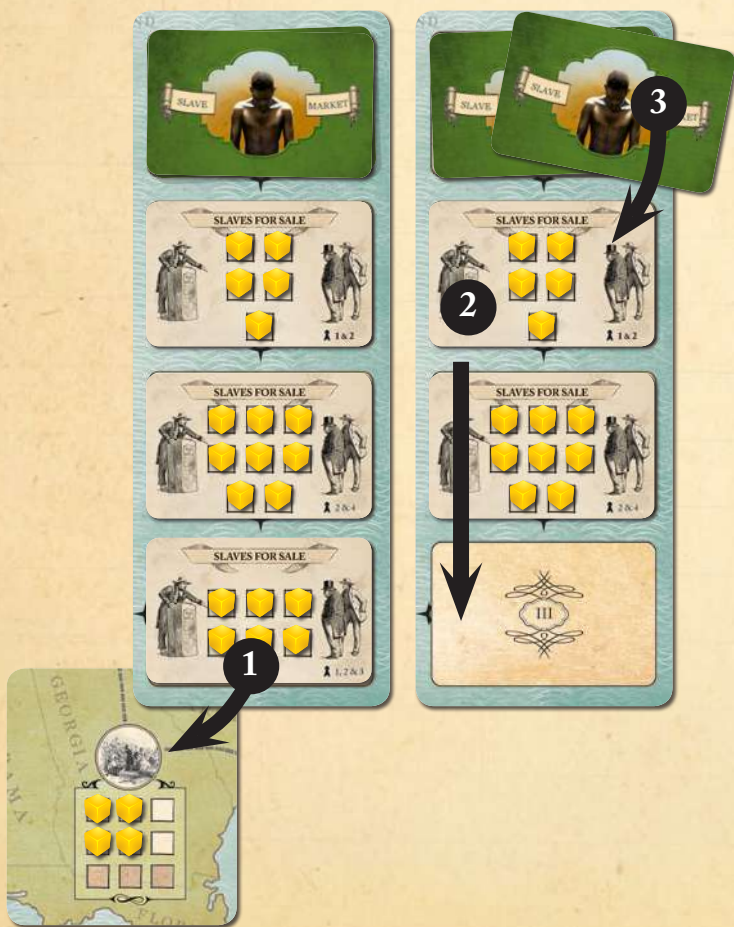 SLAVE MARKET
SLAVES FOR SALE
1 & 2
SLAVES FOR SALE
2 & 4
SLAVES FOR SALE
1, 2 & 3
1
GEORGIA
SLAVE
SLAVE
3
SLAVES FOR SALE
2
1 & 2
SLAVES FOR SALE
2 & 4
III